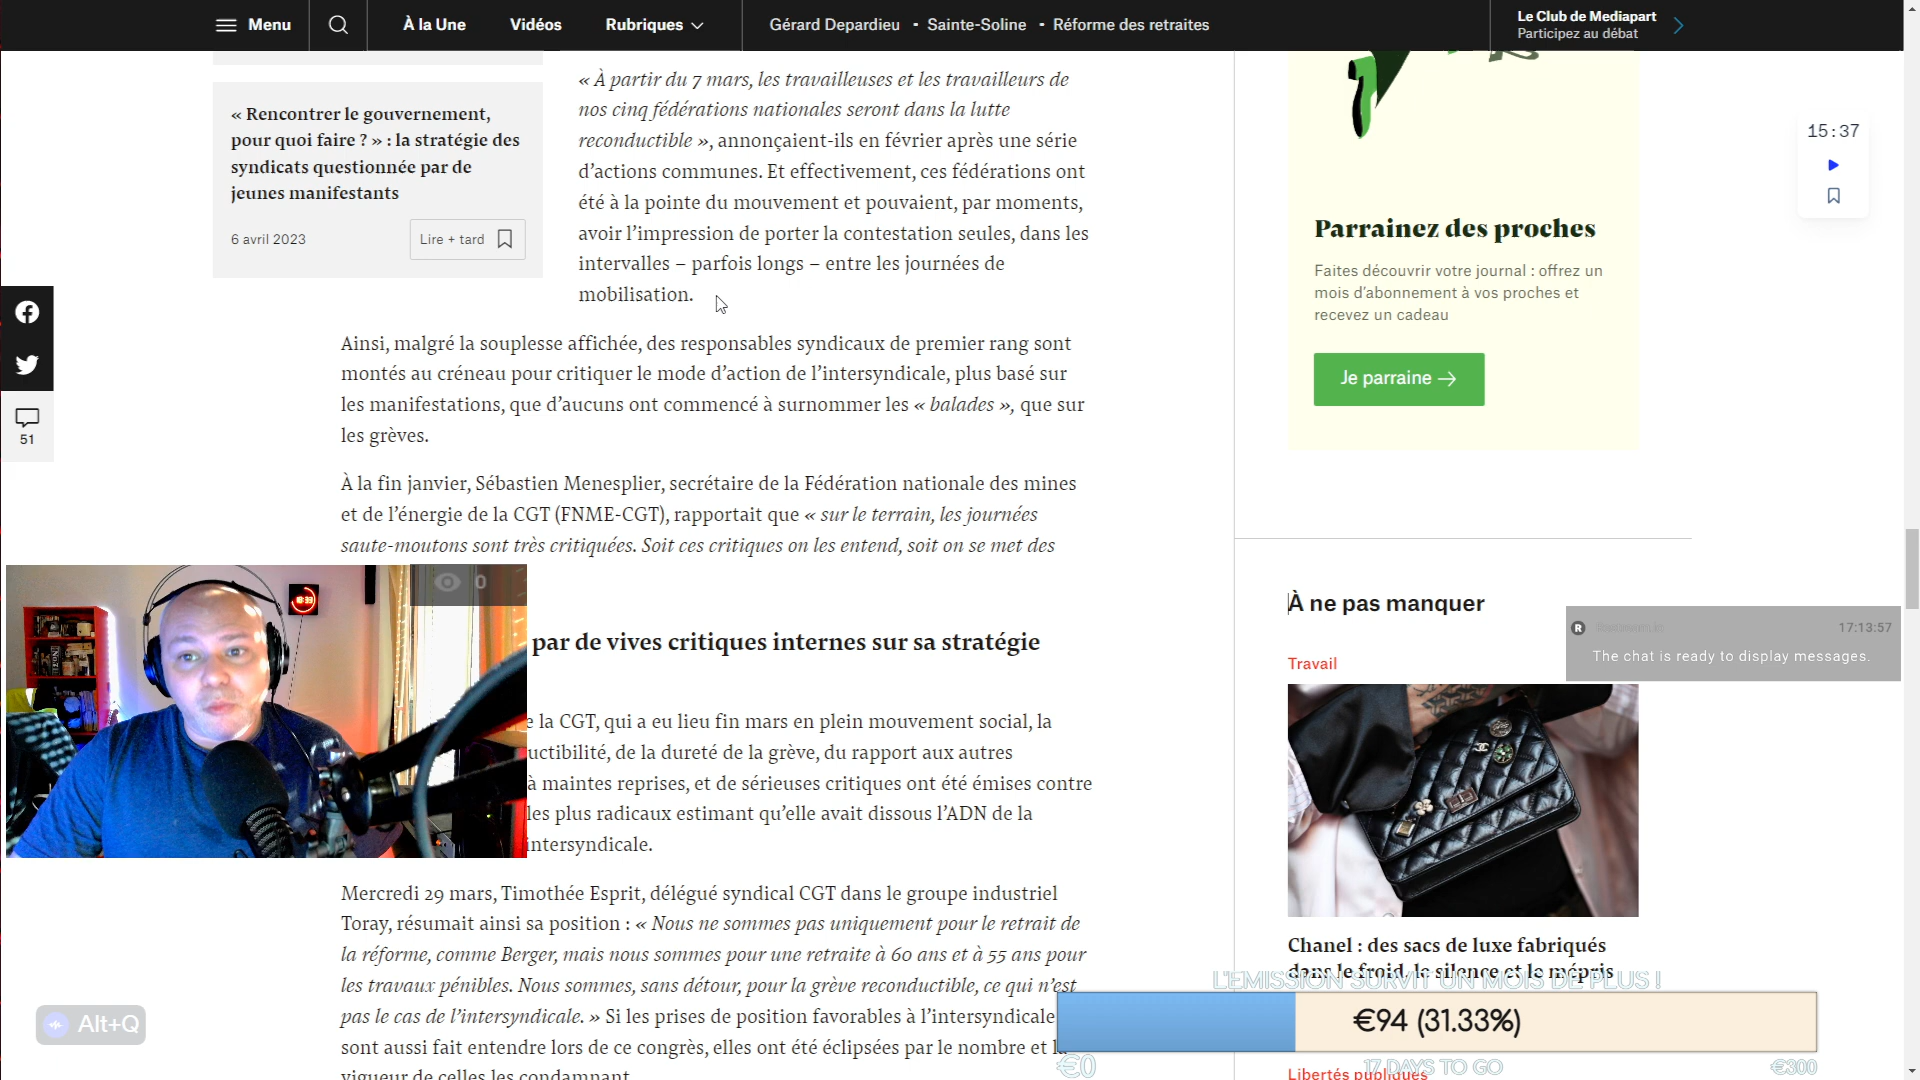 Menu
À la Une
Vidéos
Rubriques
Gérard Depardieu
Sainte-Soline
Réforme des retraites
Le Club de Mediapart
Participez au débat
« Rencontrer le gouvernement,
pour quoi faire ? » : la stratégie des
syndicats questionnée par de
jeunes manifestants
6 avril 2023
Lire + tard
51
« À partir du 7 mars, les travailleuses et les travailleurs de
nos cinq fédérations nationales seront dans la lutte
reconductible », annonçaient-ils en février après une série
d’actions communes. Et effectivement, ces fédérations ont
été à la pointe du mouvement et pouvaient, par moments,
avoir l’impression de porter la contestation seules, dans les
intervalles – parfois longs – entre les journées de
mobilisation.
Ainsi, malgré la souplesse affichée, des responsables syndicaux de premier rang sont
montés au créneau pour critiquer le mode d’action de l’intersyndicale, plus basé sur
les manifestations, que d’aucuns ont commencé à surnommer les « balades », que sur
les grèves.
À la fin janvier, Sébastien Menesplier, secrétaire de la Fédération nationale des mines
et de l’énergie de la CGT (FNME-CGT), rapportait que « sur le terrain, les journées
saute-moutons sont très critiquées. Soit ces critiques on les entend, soit on se met des
0
par de vives critiques internes sur sa stratégie
e la CGT, qui a eu lieu fin mars en plein mouvement social, la
uctibilité, de la dureté de la grève, du rapport aux autres
à maintes reprises, et de sérieuses critiques ont été émises contre
les plus radicaux estimant qu’elle avait dissous l’ADN de la
intersyndicale.
Mercredi 29 mars, Timothée Esprit, délégué syndical CGT dans le groupe industriel
Toray, résumait ainsi sa position : « Nous ne sommes pas uniquement pour le retrait de
la réforme, comme Berger, mais nous sommes pour une retraite à 60 ans et à 55 ans pour
les travaux pénibles. Nous sommes, sans détour, pour la grève reconductible, ce qui n’est
pas le cas de l’intersyndicale. » Si les prises de position favorables à l’intersyndicale
sont aussi fait entendre lors de ce congrès, elles ont été éclipsées par le nombre et la
vigueur de celles les condamnant.
Alt+Q
Parrainez des proches
Faites découvrir votre journal : offrez un
mois d’abonnement à vos proches et
recevez un cadeau
Je parraine →
15:37
À ne pas manquer
Travail
R
17:13:57
The chat is ready to display messages.
Chanel : des sacs de luxe fabriqués
dans le froid, le silence et le mépris
L'EMISSION SURVIT UN MOIS DE PLUS !
€94 (31.33%)
€0
17 DAYS TO GO
€300
Libertés publiques